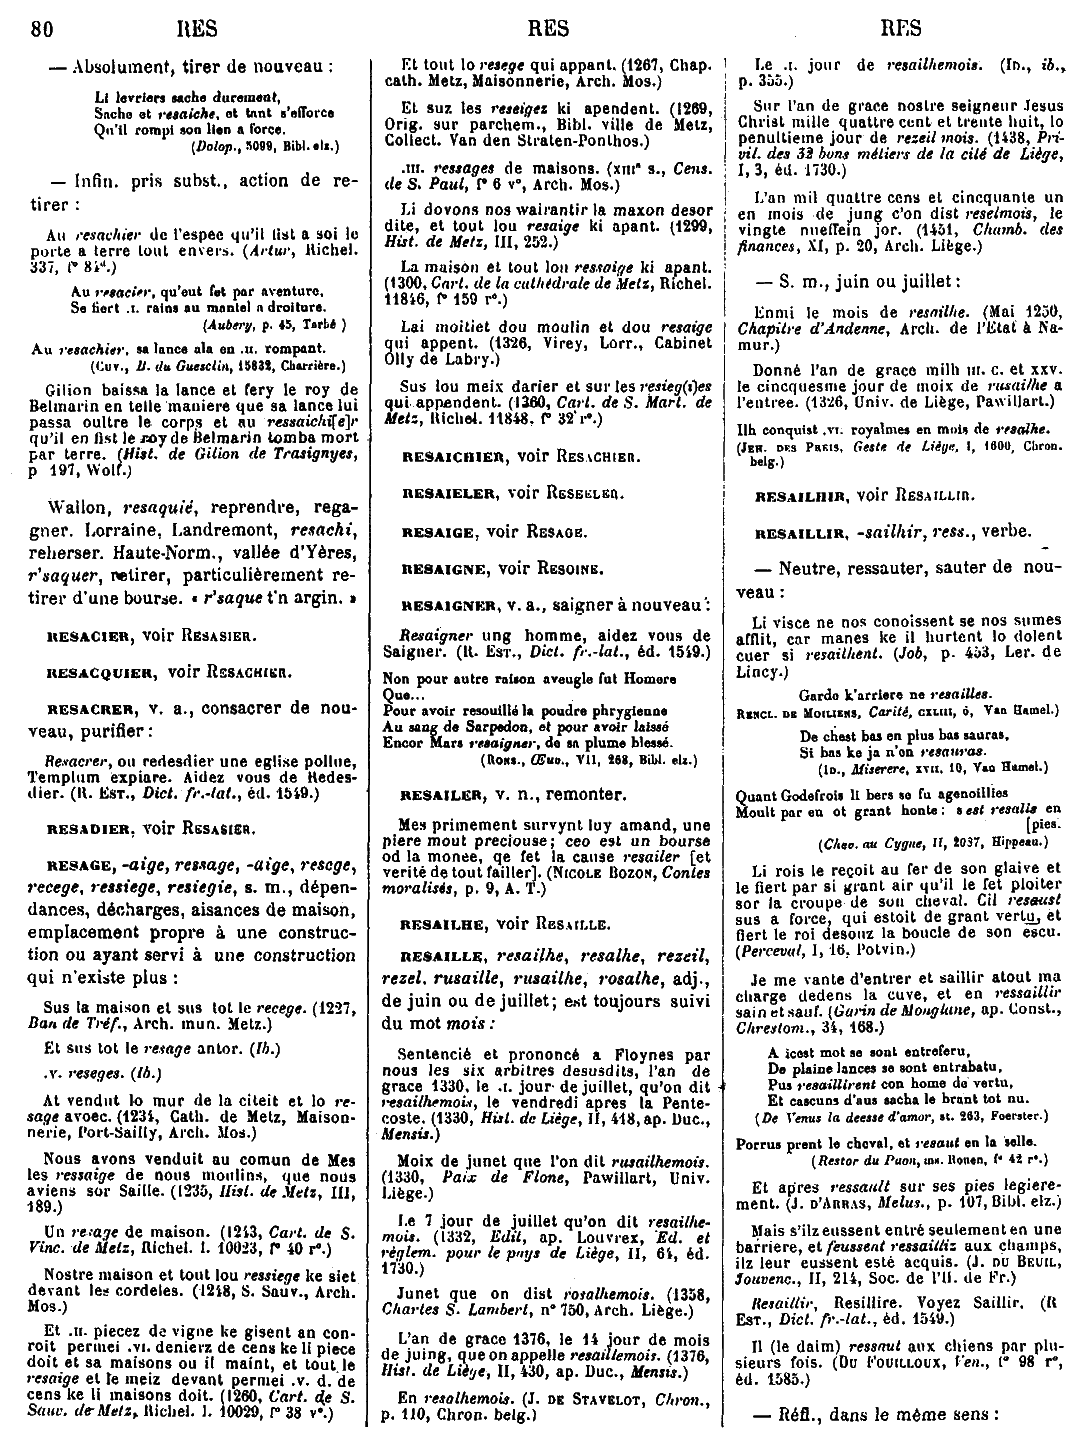 80 RES RES RES
— Absolument, tirer de nouveau :
Li levriers sache durement,
Sache et resaiche, et tant s'efforce
Qu'il rompi son lien a force.
(Dolop., 5099, Bibl. elz.)
— Infin. pris subst., action de re-
tirer :
Au resachier de l'espee qu'il fist a soi le
porte a terre tout envers. (Artur, Richel.
337, f° 84d.)
Au resacier, qu'eut fet par aventure,
Se fiert .I. rains au mantel a droiture.
(Aubery, p. 45, Tarbé )
Au resachier, sa lance ala en .II. rompant.
(Cuv., B. du Guesclin, 15832, Charrière.)
Gilion baissa la lance et fery le roy de
Belmarin en telle maniere que sa lance lui
passa oultre le corps et au ressaich[e]r
qu'il en fist le roy de Belmarin tomba mort
par terre. (Hist. de Gilion de Trasignyes,
p 197, Wolf.)
Wallon, resaquié, reprendre, rega-
gner. Lorraine, Landremont, resachi,
reherser. Haute-Norm., vallée d'Yères,
r'saquer, retirer, particulièrement re-
tirer d'une bourse. « r'saque t'n argin. »
RESACIER, voir RESASIER.
RESACQUIER, voir RESACHIER.
RESACRER, v. a., consacrer de nou-
veau, purifier :
Resacrer, ou redesdier une eglise pollue,
Templum expiare. Aidez vous de Redes-
dier. (R. EST., Dict. fr.-lat., éd. 1549.)
RESADIER, voir RESASIER.
RESAGE, -aige, ressage, -aige, resege,
recege, ressiege, resiegie, s. m., dépen-
dances, décharges, aisances de maison,
emplacement propre à une construc-
tion ou ayant servi à une construction
qui n'existe plus :
Sus la maison et sus tot le recege. (1227,
Ban de Tréf., Arch. mun. Metz.)
Et sus tot le resage antor. (Ib.)
.V. reseges. (Ib.)
At vendut lo mur de la citeit et lo re-
sage avoec. (1234, Cath. de Metz, Maison-
nerie, Port-Sailly, Arch. Mos.)
Nous avons venduit au comun de Mes
les ressaige de nous moulins, que nous
aviens sor Saille. (1235, Hist. de Metz, III,
189.)
Un resage de maison. (1243, Cart. de S.
Vinc. de Metz, Richel. l. 10023, f° 40 r°.)
Nostre maison et tout lou ressiege ke siet
devant les cordeles. (1248, S. Sauv., Arch.
Mos.)
Et .II. piecez de vigne ke gisent an con-
roit permei .VI. denierz de cens ke li piece
doit et sa maisons ou il maint, et tout le
resaige et le meiz devant permei .V. d. de
cens ke li maisons doit. (1260, Cart. de S.
Sauv. de Metz, Richel. l. 10029, f° 38 v°.)
Et tout lo resege qui appant. (1267, Chap.
cath. Metz, Maisonnerie, Arch. Mos.)
Et suz les reseigez ki apendent. (1269,
Orig. sur parchem., Bibl. ville de Metz,
Collect. Van den Straten-Ponthos.)
.III. ressages de maisons. (XIIIe s., Cens.
de S. Paul, f° 6 v°, Arch. Mos.)
Li dovons nos wairantir la maxon desor
dite, et tout lou resaige ki apant. (1299,
Hist. de Metz, III, 252.)
La maison et tout lou ressaige ki apant.
(1300, Cart. de la cathédrale de Metz, Richel.
11846, f° 159 r°.)
Lai moitiet dou moulin et dou resaige
qui appent. (1326, Virey, Lorr., Cabinet
Olly de Labry.)
Sus lou meix darier et sur les resieg(i)es
qui appendent. (1360, Cart. de S. Mart. de
Metz, Richel. 11848, f° 32 r°.)
RESAICHIER, voir RESACHIER.
RESAIELER, voir RESEELER.
RESAIGE, voir RESAGE.
RESAIGNE, voir RESOINE.
RESAIGNER, v. a., saigner à nouveau :
Resaigner ung homme, aidez vous de
Saigner. (R. EST., Dict. fr.-lat., éd. 1549.)
Non pour autre raison aveugle fut Homere
Que...
Pour avoir resouillé la poudre phrygienne
Au sang de Sarpedon, et pour avoir laissé
Encor Mars resaigner, de sa plume blessé.
(RONS., Œuv., VII, 268, Bibl. elz.)
RESAILER, v. n., remonter.
Mes primement survynt luy amand, une
piere mout preciouse; ceo est un bourse
od la monee, qe fet la cause resailer [et
verité de tout failler]. (NICOLE BOZON, Contes
moralisés, p. 9, A. T.)
RESAILHE, voir RESAILLE.
RESAILLE, resailhe, resalhe, rezeil,
rezel. rusaille, rusailhe, rosalhe, adj.,
de juin ou de juillet; est toujours suivi
du mot mois :
Sentencié et prononcé a Floynes par
nous les six arbitres desusdits, l'an de
grace 1330, le .I. jour de juillet, qu'on dit
resailhemois, le vendredi apres la Pente-
coste. (1330, Hist. de Liège, II, 418, ap. Duc.,
Mensis.)
Moix de junet que l'on dit rusailhemois.
(1330, Paix de Flone, Pawillart, Univ.
Liège.)
Le 7 jour de juillet qu'on dit resailhe-
mois. (1332, Edit, ap. Louvrex, Ed. et
règlem. pour le pays de Liège, II, 64, éd.
1730.)
Junet que on dist rosalhemois. (1358,
Chartes S. Lambert, n° 750, Arch. Liège.)
L'an de grace 1376, le 14 jour de mois
de juing, que on appelle resaillemois. (1376,
Hist. de Liège, II, 430, ap. Duc., Mensis.)
En resalhemois. (J. DE STAVELOT, Chron.,
p. 110, Chron. belg.)
Le .I. jour de resailhemois. (ID., ib.,
p. 355.)
Sur l'an de grace nostre seigneur Jesus
Christ mille quattre cent et trente huit, lo
penultieme jour de rezeil mois. (1438, Pri-
vil. des 32 bons métiers de la cité de Liège,
I, 3, éd. 1730.)
L'an mil quattre cens et cincquante un
en mois de jung c'on dist reselmois, le
vingte nueffein jor. (1451, Chamb. des
finances, XI, p. 20, Arch. Liège.)
— S. m., juin ou juillet :
Enmi le mois de resailhe. (Mai 1250,
Chapitre d'Andenne, Arch. de l'Etat à Na-
mur.)
Donné l'an de grace milh III. C. et XXV.
le cincquesme jour de moix de rusailhe a
l'entree. (1326, Univ. de Liège, Pawillart.)
Ilh conquist .VI. royalmes en mois de resalhe.
(JEH. DES PREIS, Geste de Liège, I, 1600, Chron.
belg.)
RESAILHIR, voir RESAILLIR.
RESAILLIR, -sailhir, ress., verbe.
— Neutre, ressauter, sauter de nou-
veau :
Li visce ne nos conoissent se nos sumes
afflit, car manes ke il hurtent lo dolent
cuer si resailhent. (Job, p. 453, Ler. de
Lincy.)
Garde k'arriere ne resailles.
RENCL. DE MOILIENS, Carité, CXLIII, 6, Van Hamel.)
De chest bas en plus bas sauras,
Si bas ke ja n'on resauras.
(ID., Miserere, XVII, 10, Van Hamel.)
Quant Godefrois li bers se fu agenoillies
Moult par en ot grant honte: s'est resalis en
[pies.
(Chev. au Cygne, II, 2037, Hippeau.)
Li rois le reçoit au fer de son glaive et
le fiert par si grant air qu'il le fet ploiter
sor la croupe de son cheval. Cil resaust
sus a force, qui estoit de grant vertu, et
fiert le roi desouz la boucle de son escu.
(Perceval, I, 16, Potvin.)
Je me vante d'entrer et saillir atout ma
charge dedens la cuve, et en ressaillir
sain et sauf. (Garin de Monglane, ap. Const.,
Chrestom., 34, 168.)
A icest mot se sont entreferu,
De plaine lances se sont entrabatu,
Pus resaillirent con home de vertu,
Et cascuns d'aus sacha le brant tot nu.
(De Venus la deesse d'amor, st. 263, Foerster.)
Porrus prent le cheval, et resaut en la selle.
(Restor du Paon, ms. Rouen, f° 42 r°.)
Et apres ressault sur ses pies legiere-
ment. (J. D'ARRAS, Melus., p. 107, Bibl. elz.)
Mais s'ilz eussent entré seulement en une
barriere, et feussent ressailliz aux champs,
ilz leur eussent esté acquis. (J. DU BEUIL,
Jouvenc., II, 214, Soc. de l'H. de Fr.)
Resaillir, Resillire. Voyez Saillir. (R
EST., Dict. fr.-lat., éd. 1549.)
Il (le daim) ressaut aux chiens par plu-
sieurs fois. (DU FOUILLOUX, Ven., f° 98 r°,
éd. 1585.)
— Réfl., dans le même sens :